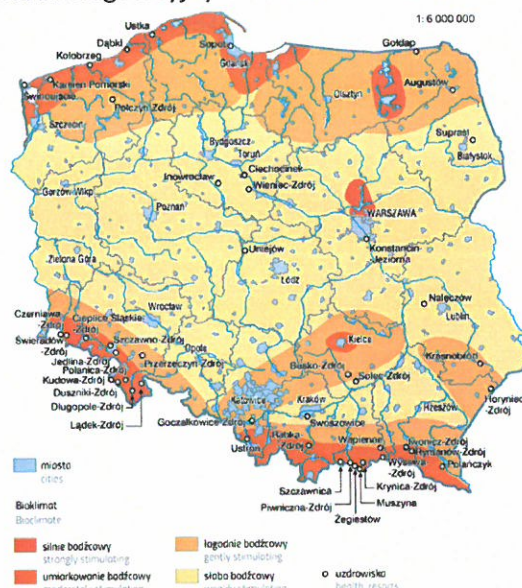 1:6 000 000
Ustka
Gołdap
Dąbki
Sopot
Kołobrzeg
Gdańsk
Kamień Pomorski
Augustów
Świnoujście
Olsztyn
Połczyn-Zdrój
Szczecin
Supraśl
Bydgoszcz
Toruń
Białystok
Ciechocinek
Inowrocław
Wieniec-Zdrój
Gorzów Wlkp
Poznań
WARSZAWA
Konstancin
-Jeziorna
Uniejów
Zielona Góra
Łódź
Nałęczów
Lublin
Czerniawa
-Zdrój
Cieplice Śląskie
-Zdrój
Wrocław
Świeradów
-Zdrój
Szczawno-Zdrój
Kielce
Jedlina-Zdrój
Opole
Krasnobród
Polanica-Zdrój
Przerzeczyn-Zdrój
Busko-Zdrój
Solec-Zdrój
Kudowa-Zdrój
Duszniki-Zdrój
Katowice
Kraków
Rzeszów
Horyniec
-Zdrój
Długopole-Zdrój
Goczałkowice-Zdrój
Swoszowice
Lądek-Zdrój
Ustroń
Rabka
-Zdrój
Wapienne
Iwonicz-Zdrój
Rymanów-Zdrój
Wysowa
-Zdrój
Polańczyk
Szczawnica
Krynica-Zdrój
Piwniczna-Zdrój
Muszyna
Żegiestów
miasta
cities
Bioklimat
Bioclimate
silnie bodźcowy
strongly stimulating
łagodnie bodźcowy
gently stimulating
umiarkowanie bodźcowy
słabo bodźcowy
uzdrowiska
health resorts